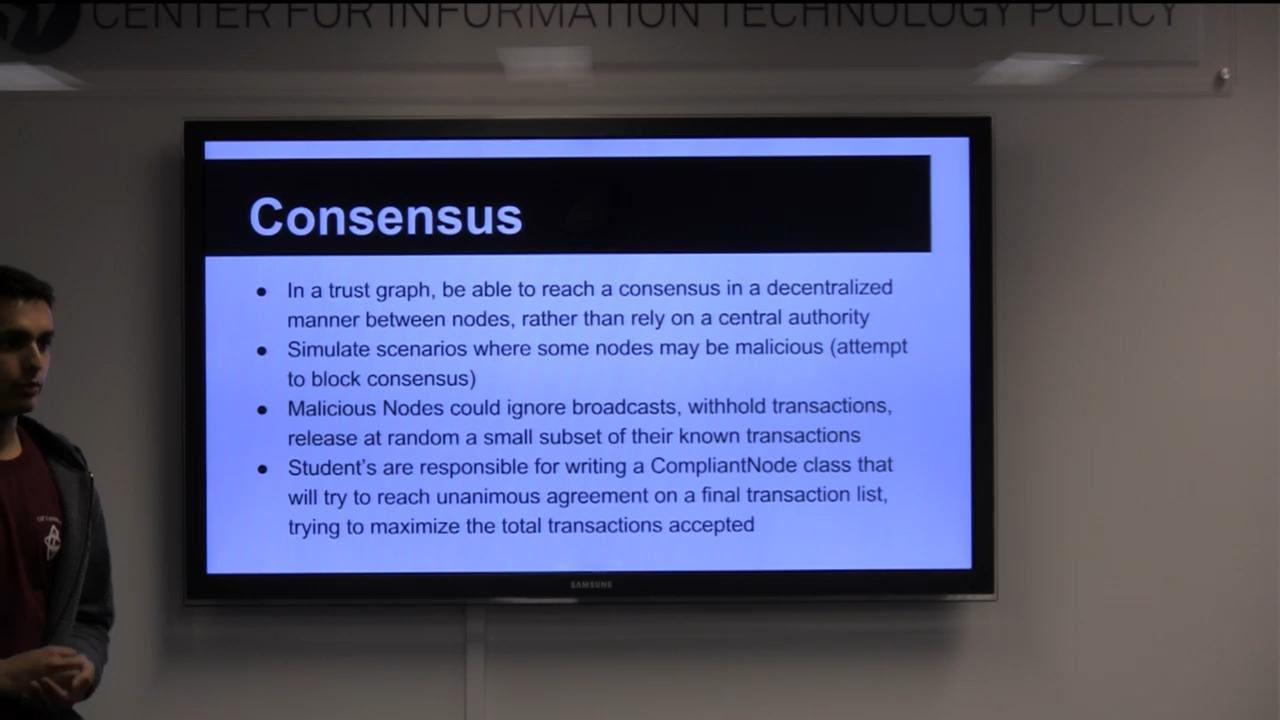 CENTER FOR INFORMATION TECHNOLOGY POLICY
Consensus
● In a trust graph, be able to reach a consensus in a decentralized
manner between nodes, rather than rely on a central authority
● Simulate scenarios where some nodes may be malicious (attempt
to block consensus)
● Malicious Nodes could ignore broadcasts, withhold transactions,
release at random a small subset of their known transactions
● Student's are responsible for writing a CompliantNode class that
will try to reach unanimous agreement on a final transaction list,
trying to maximize the total transactions accepted
SAMSUNG